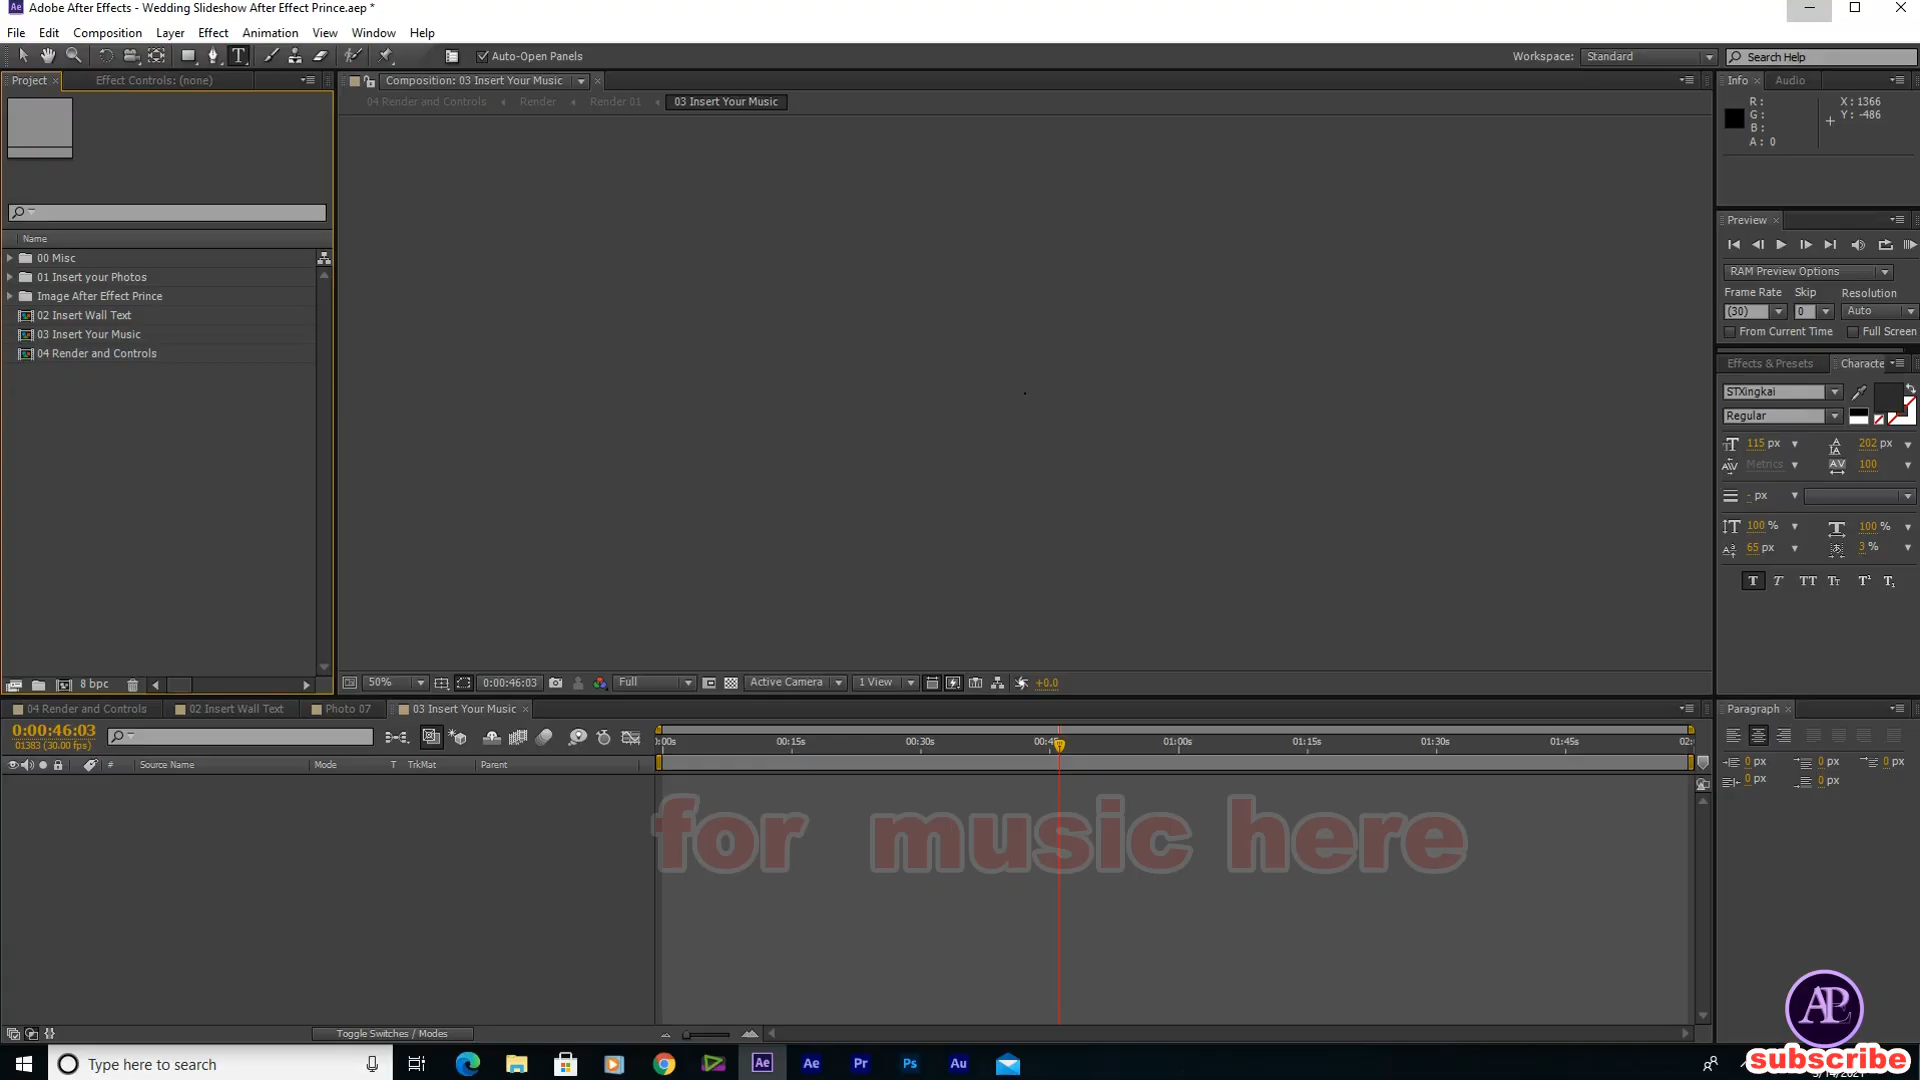 Adobe After Effects - Wedding Slideshow After Effect Prince.aep *
File Edit Composition Layer Effect Animation View Window Help
Auto-Open Panels
Workspace: Standard
Search Help
Project
Effect Controls: (none)
Composition: 03 Insert Your Music
04 Render and Controls Render Render 01 03 Insert Your Music
Name
00 Misc
01 Insert your Photos
Image After Effect Prince
02 Insert Wall Text
03 Insert Your Music
04 Render and Controls
8 bpc
50%
0:00:46:03
Full
Active Camera
1 View
+0.0
Info
Audio
R:
G:
B:
A: 0
X: 1366
Y: -486
Preview
RAM Preview Options
Frame Rate Skip Resolution
(30) 0 Auto
From Current Time Full Screen
Effects & Presets
Characte
STXingkai
Regular
115 px 202 px
Metrics 100
- px
100 % 100 %
65 px 3 %
04 Render and Controls
02 Insert Wall Text
Photo 07
03 Insert Your Music
0:00:46:03
01383 (30.00 fps)
# Source Name Mode T TrkMat Parent
00:15s 00:30s 01:00s 01:15s 01:30s 01:45s
for music here
Toggle Switches / Modes
Paragraph
0 px 0 px 0 px
0 px 0 px
Type here to search
Ae Ae Pr Ps Au
AP
subscribe